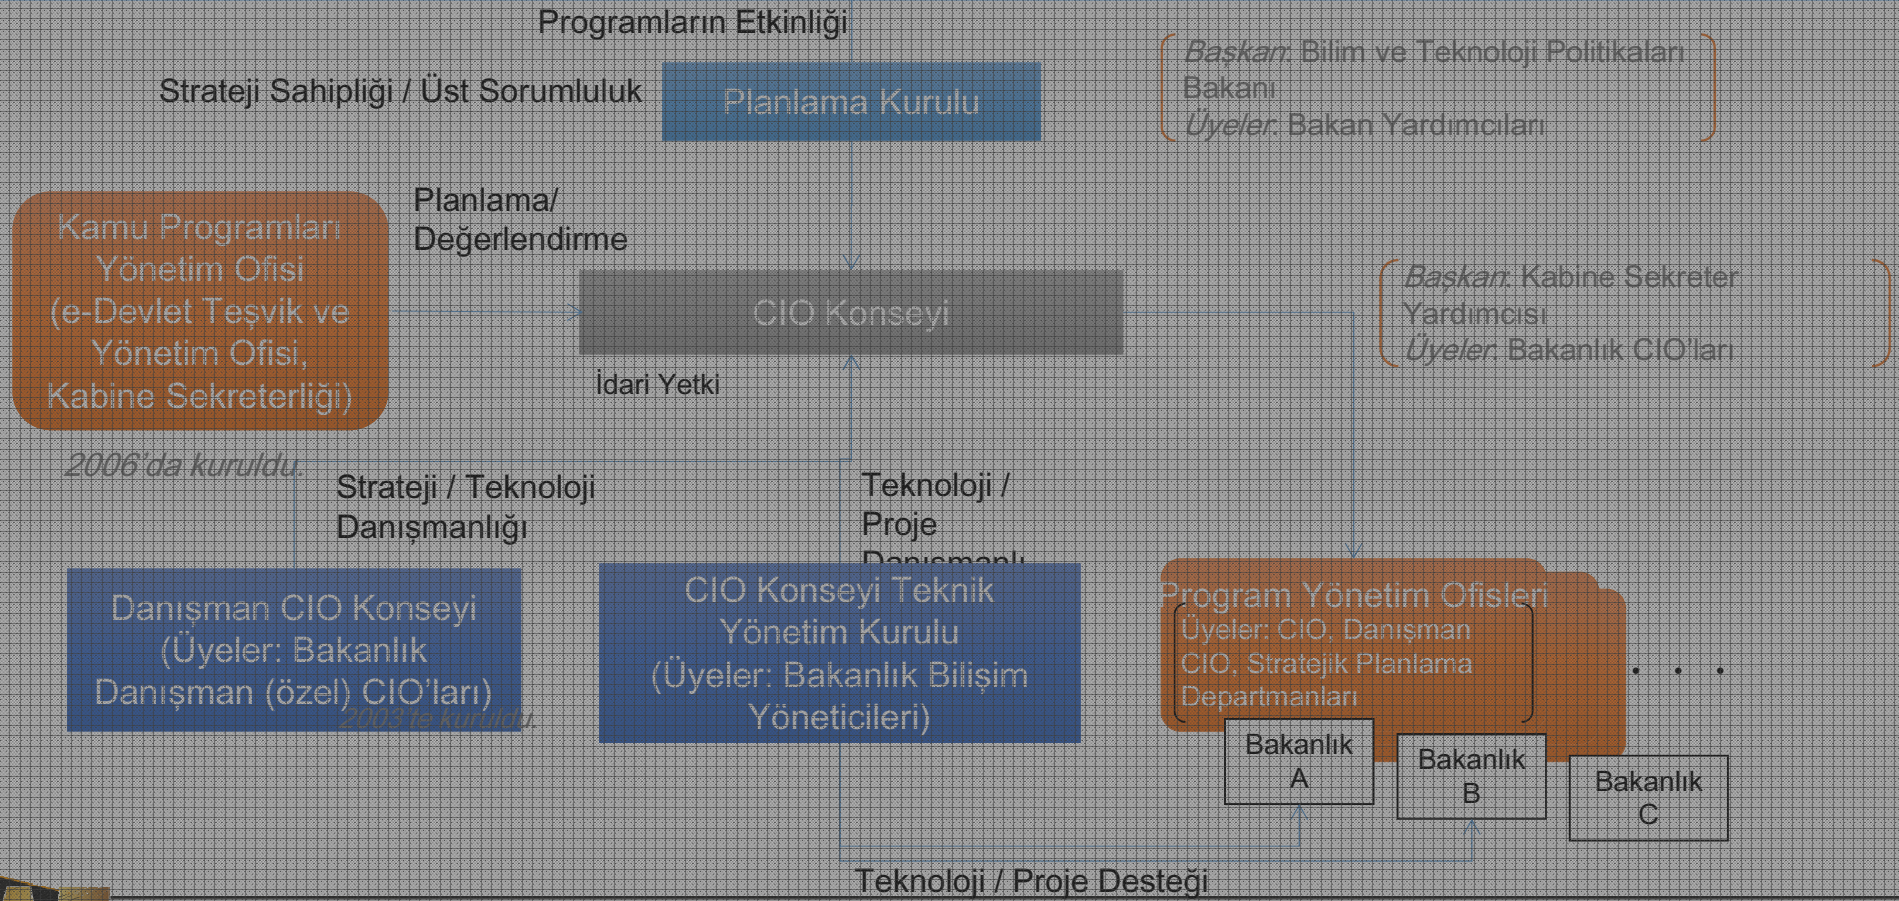 Programların Etkinliği
Strateji Sahipliği / Üst Sorumluluk
Planlama Kurulu
Başkan: Bilim ve Teknoloji Politikaları
Bakanı
Üyeler: Bakan Yardımcıları
Kamu Programları
Yönetim Ofisi
(e-Devlet Teşvik ve
Yönetim Ofisi,
Kabine Sekreterliği)
2006'da kuruldu.
Planlama/
Değerlendirme
CIO Konseyi
İdari Yetki
Başkan: Kabine Sekreter
Yardımcısı
Üyeler: Bakanlık CIO'ları
Strateji / Teknoloji
Danışmanlığı
Teknoloji /
Proje
Danışmanlı
Danışman CIO Konseyi
(Üyeler: Bakanlık
Danışman (özel) CIO'ları)
2003'te kuruldu.
CIO Konseyi Teknik
Yönetim Kurulu
(Üyeler: Bakanlık Bilişim
Yöneticileri)
Program Yönetim Ofisleri
Üyeler: CIO, Danışman
CIO, Stratejik Planlama
Departmanları
. . .
Bakanlık
A
Bakanlık
B
Bakanlık
C
Teknoloji / Proje Desteği